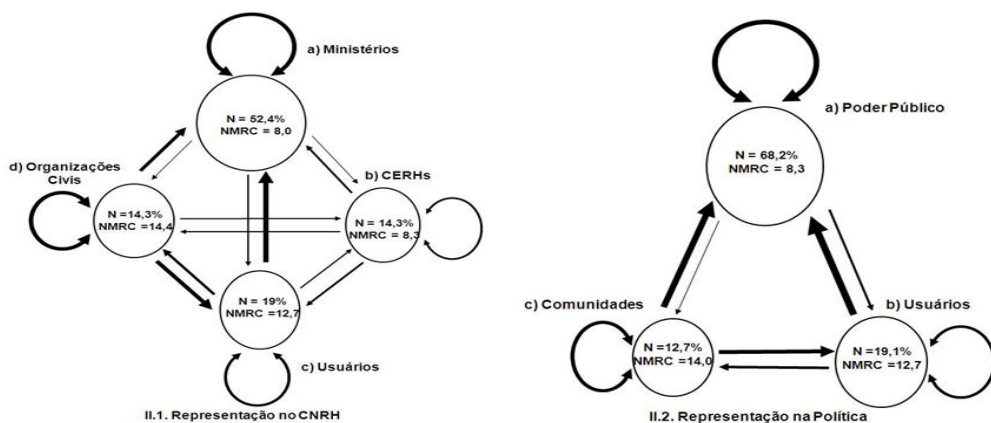 a) Ministérios
N = 52,4%
NMRC = 8,0
d) Organizações
Civis
b) CERHs
N =14,3%
NMRC =14,4
N = 14,3%
NMRC = 8,3
N = 19%
NMRC =12,7
c) Usuários
II.1. Representação no CNRH
a) Poder Público
N = 68,2%
NMRC = 8,3
c) Comunidades
b) Usuários
N =12,7%
NMRC =14,0
N =19,1%
NMRC =12,7
II.2. Representação na Política